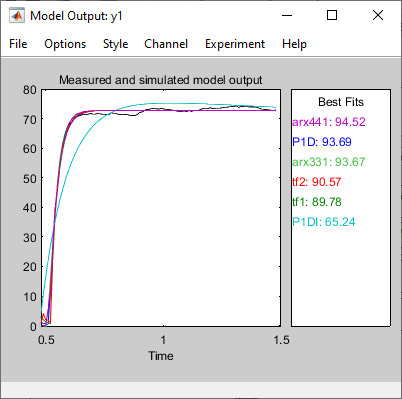 Model Output: y1
File Options Style Channel Experiment Help
Measured and simulated model output
80
70
60
50
40
30
20
10
0
0.5 1 1.5
Time
Best Fits
arx441: 94.52
P1D: 93.69
arx331: 93.67
tf2: 90.57
tf1: 89.78
P1DI: 65.24